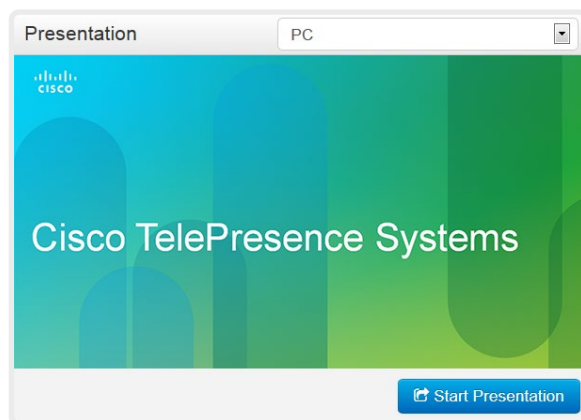 Presentation
PC
CISCO
Cisco TelePresence Systems
Start Presentation